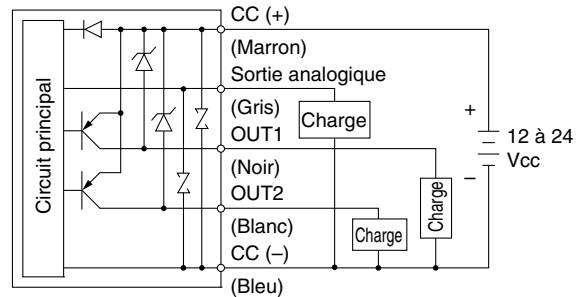 Circuit principal
CC (+)
(Marron)
Sortie analogique
(Gris)
OUT1
(Noir)
OUT2
(Blanc)
CC (–)
(Bleu)
Charge
Charge
Charge
+
12 à 24
Vcc
–